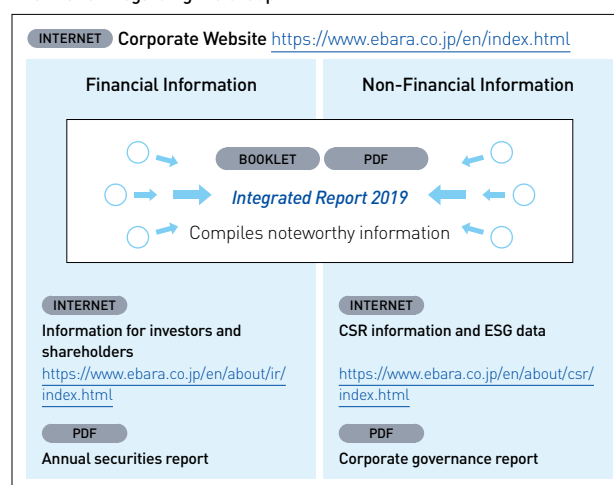 INTERNET Corporate Website https://www.ebara.co.jp/en/index.html
Financial Information
Non-Financial Information
BOOKLET PDF
Integrated Report 2019
Compiles noteworthy information
INTERNET
Information for investors and
shareholders
https://www.ebara.co.jp/en/about/ir/
index.html
PDF
Annual securities report
INTERNET
CSR information and ESG data
https://www.ebara.co.jp/en/about/csr/
index.html
PDF
Corporate governance report